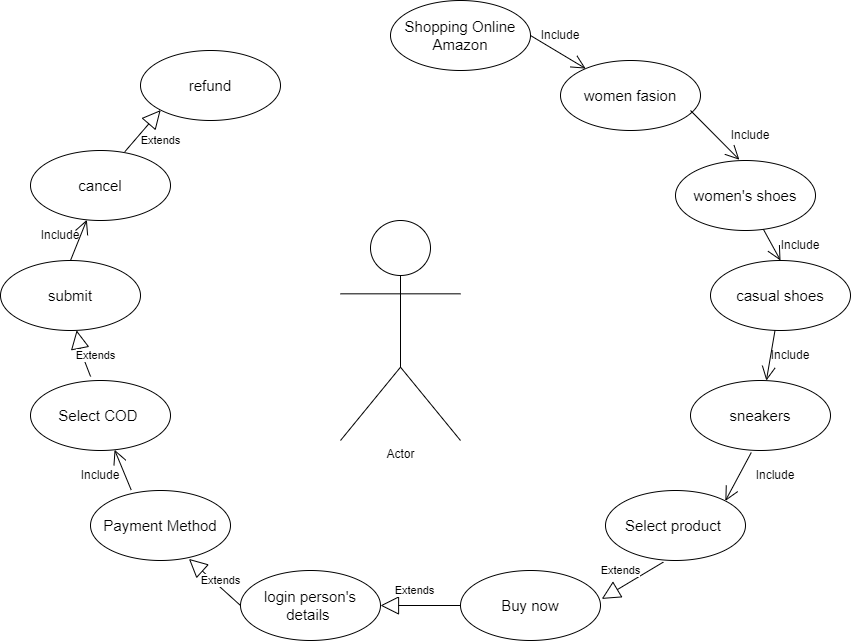 Shopping Online
Amazon
Include
women fasion
Include
women's shoes
Include
casual shoes
Include
sneakers
Include
Select product
Extends
Buy now
Extends
login person's
details
Extends
Payment Method
Include
Select COD
Extends
submit
Include
cancel
Extends
refund
Actor